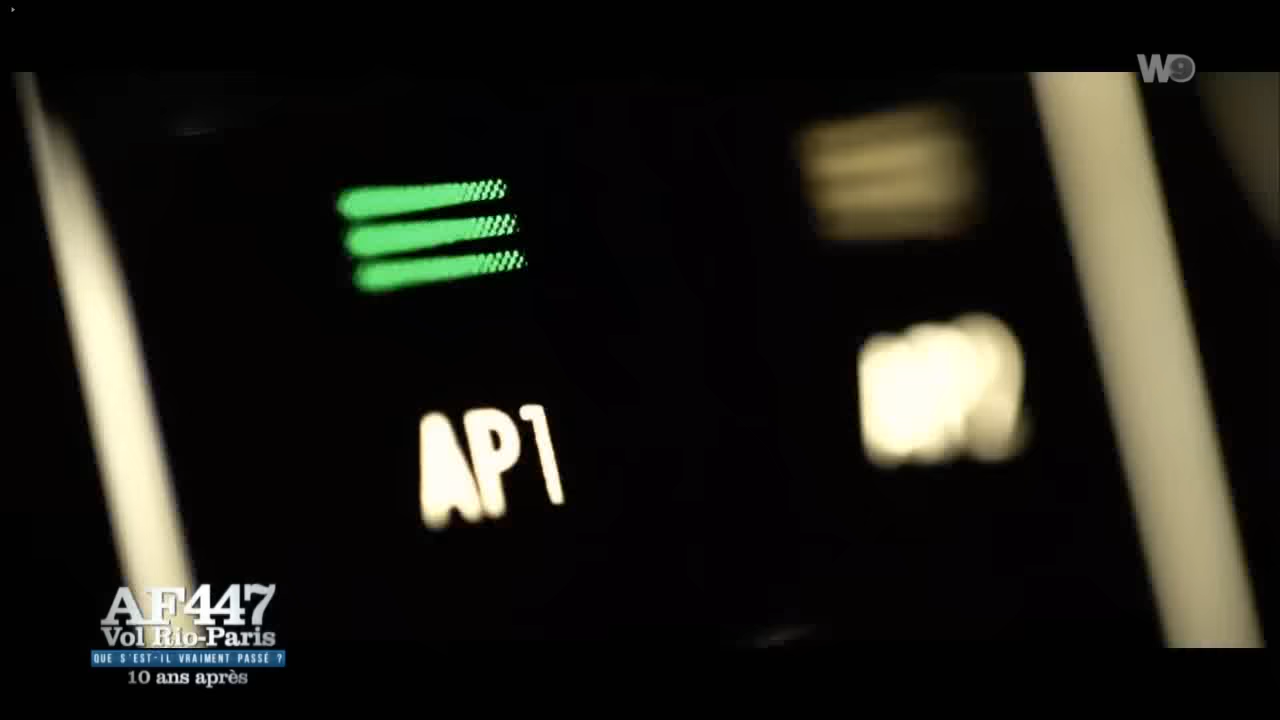 W9
AP1
AF447
Vol Rio-Paris
QUE S'EST-IL VRAIMENT PASSÉ ?
10 ans après